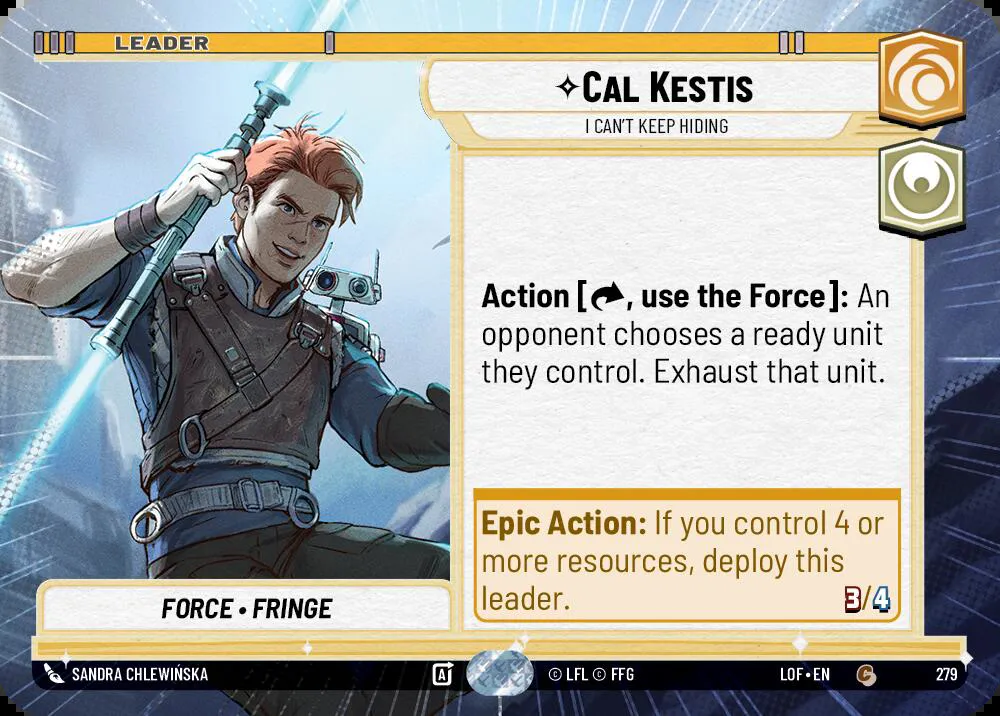 LEADER
✧CAL KESTIS
I CAN'T KEEP HIDING
Action [, use the Force]: An
opponent chooses a ready unit
they control. Exhaust that unit.
Epic Action: If you control 4 or
more resources, deploy this
leader.
3/4
FORCE • FRINGE
SANDRA CHLEWIŃSKA
A
© LFL © FFG
LOF•EN
C
279